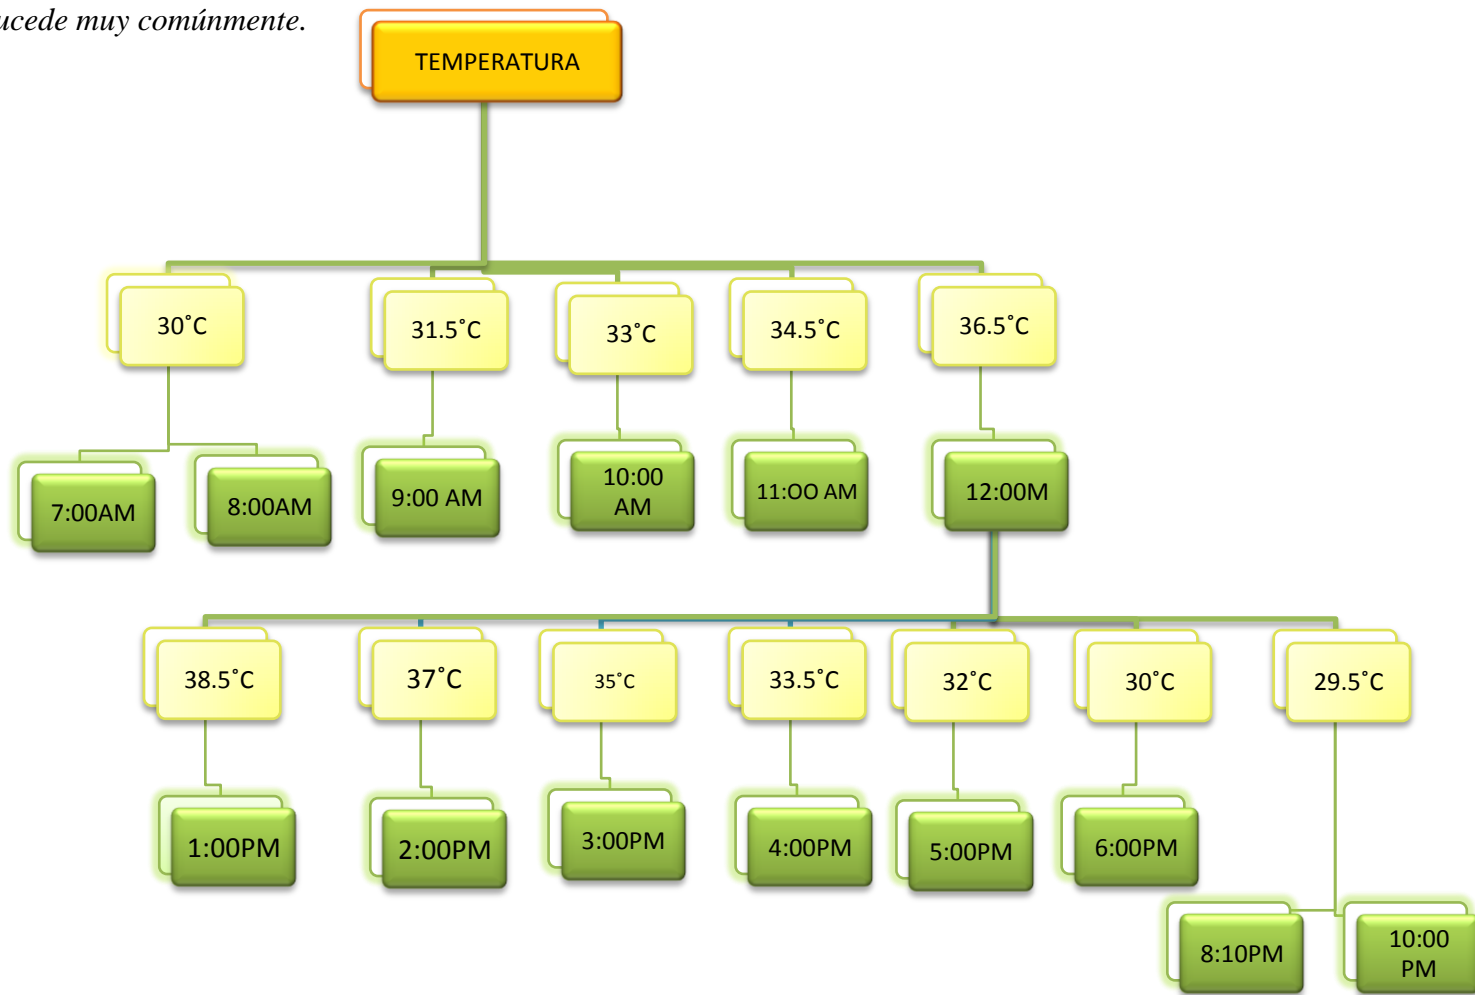 ucede muy comúnmente.
TEMPERATURA
30˚C
31.5˚C
33˚C
34.5˚C
36.5˚C
7:00AM
8:00AM
9:00 AM
10:00
AM
11:OO AM
12:00M
38.5˚C
37˚C
35˚C
33.5˚C
32˚C
30˚C
29.5˚C
1:00PM
2:00PM
3:00PM
4:00PM
5:00PM
6:00PM
8:10PM
10:00
PM